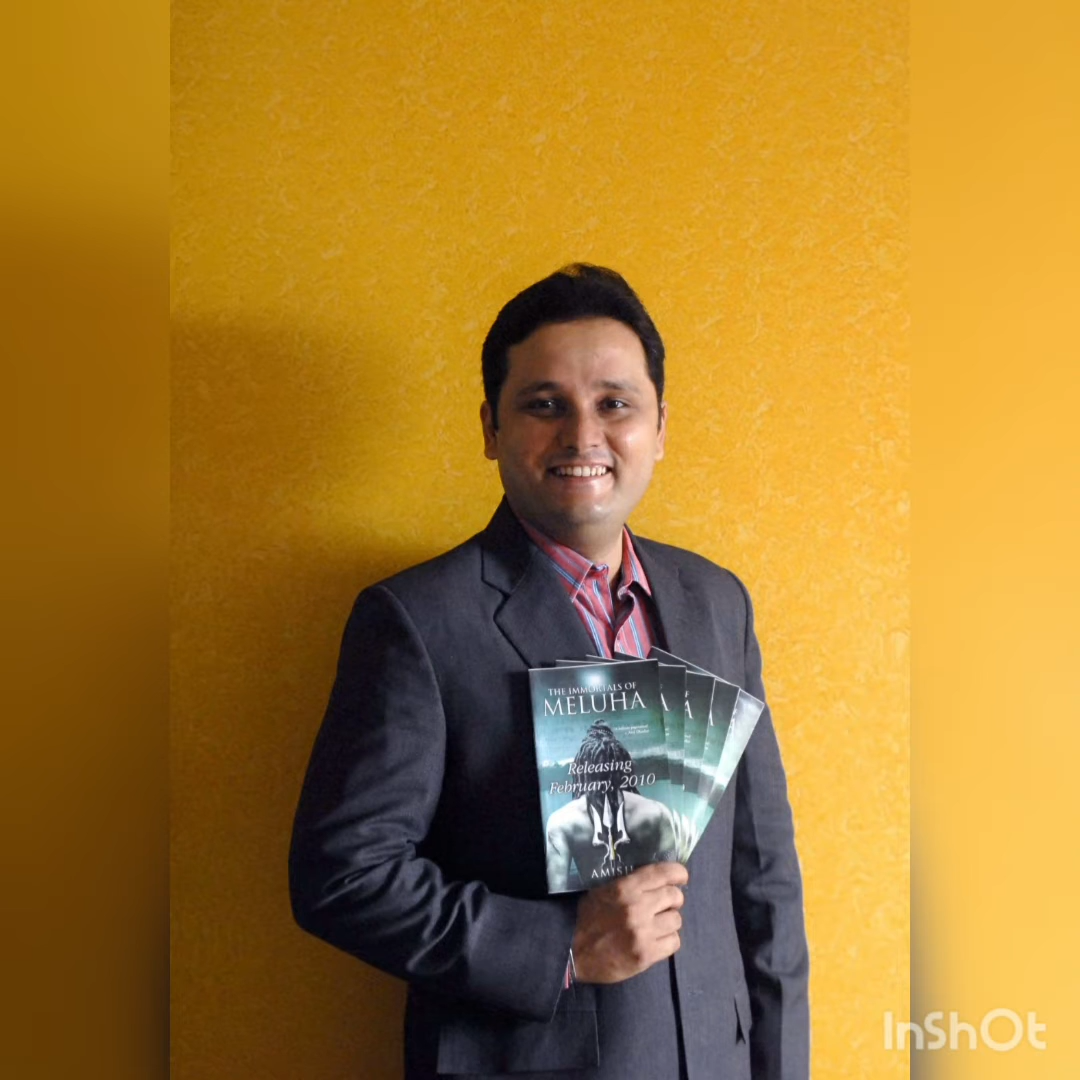 THE IMMORTALS OF
MELUHA
Releasing
February, 2010
AMISH
InShOt